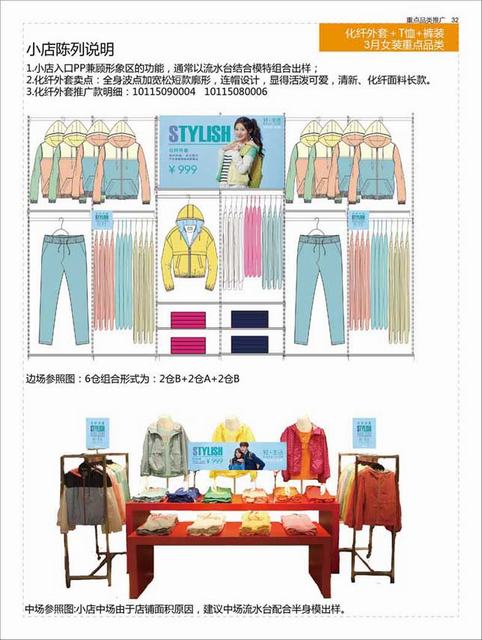 重点品类推广 32
化纤外套+T恤+裤装
3月女装重点品类
小店陈列说明
1.小店入口PP兼顾形象区的功能，通常以流水台结合模特组合出样；
2.化纤外套卖点：全身波点加宽松短款廓形，连帽设计，显得活泼可爱，清新、化纤面料长款。
3.化纤外套推广款明细：10115090004 10115080006
STYLISH
¥999
STYLISH
STYLISH
边场参照图：6仓组合形式为：2仓B+2仓A+2仓B
STYLISH
STYLISH
STYLISH
¥999
中场参照图:小店中场由于店铺面积原因，建议中场流水台配合半身模出样。